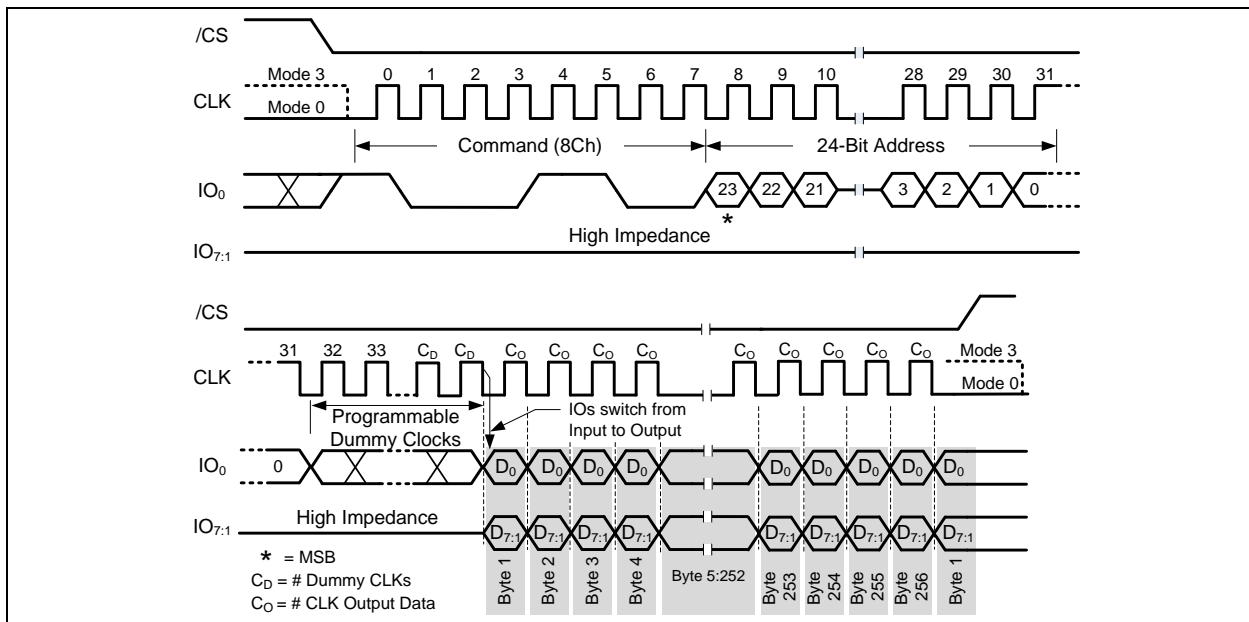 /CS
Mode 3 0 1 2 3 4 5 6 7 8 9 10 28 29 30 31
CLK
Mode 0
Command (8Ch) 24-Bit Address
IO0 23 22 21 3 2 1 0
*
High Impedance
IO7:1
/CS
31 32 33 CD CD CO CO CO CO CO CO CO CO CO Mode 3
CLK
Mode 0
Programmable
Dummy Clocks
IOs switch from
Input to Output
IO0 0 D0 D0 D0 D0 D0 D0 D0 D0 D0
High Impedance
IO7:1 D7:1 D7:1 D7:1 D7:1 D7:1 D7:1 D7:1 D7:1 D7:1
* = MSB
CD = # Dummy CLKs
CO = # CLK Output Data
Byte 1
Byte 2
Byte 3
Byte 4
Byte 5:252
Byte 253
Byte 254
Byte 255
Byte 256
Byte 1